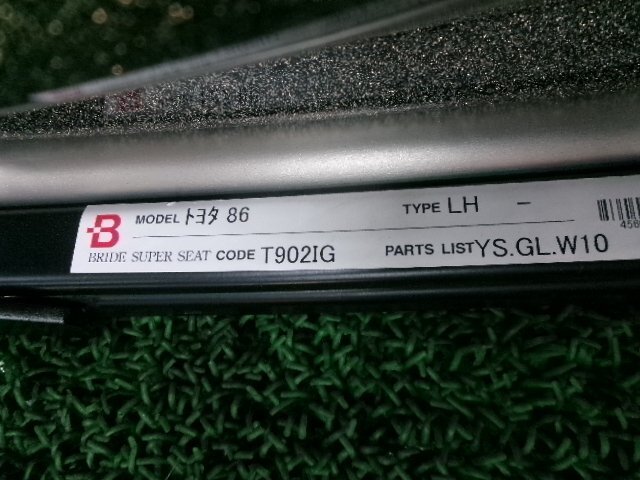 B MODEL トヨタ 86 TYPE LH -
BRIDE SUPER SEAT CODE T902IG PARTS LIST YS.GL.W10